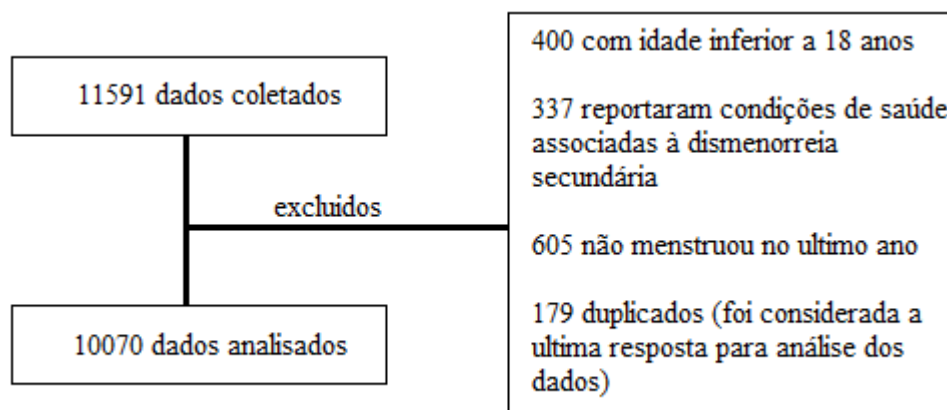 11591 dados coletados
excluidos
10070 dados analisados
400 com idade inferior a 18 anos
337 reportaram condições de saúde
associadas à dismenorreia
secundária
605 não menstruou no ultimo ano
179 duplicados (foi considerada a
ultima resposta para análise dos
dados)